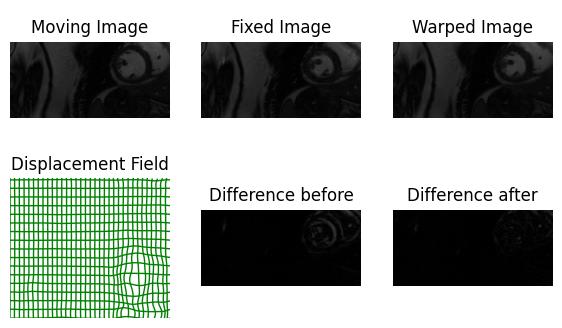 Moving Image
Fixed Image
Warped Image
Displacement Field
Difference before
Difference after